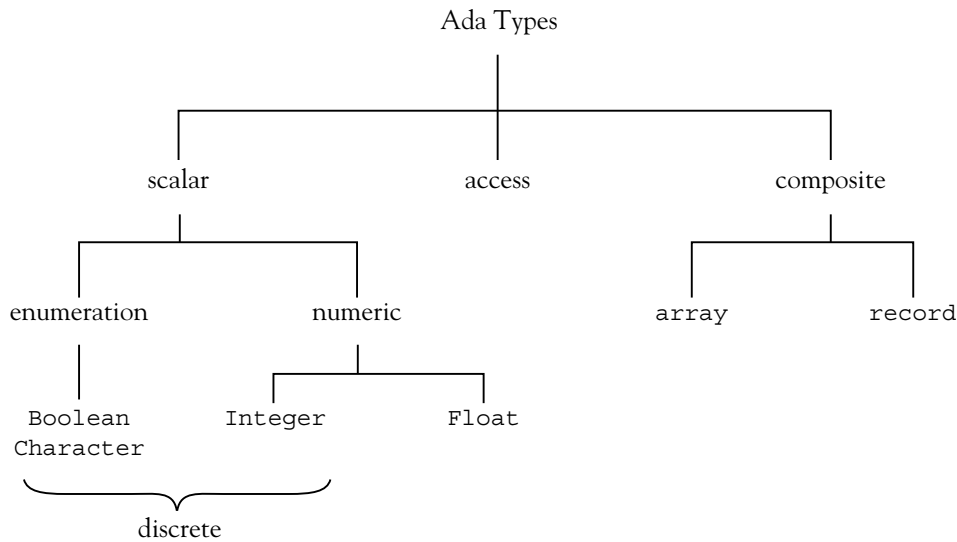 Ada Types
scalar access composite
enumeration numeric array record
Boolean Integer Float
Character
discrete